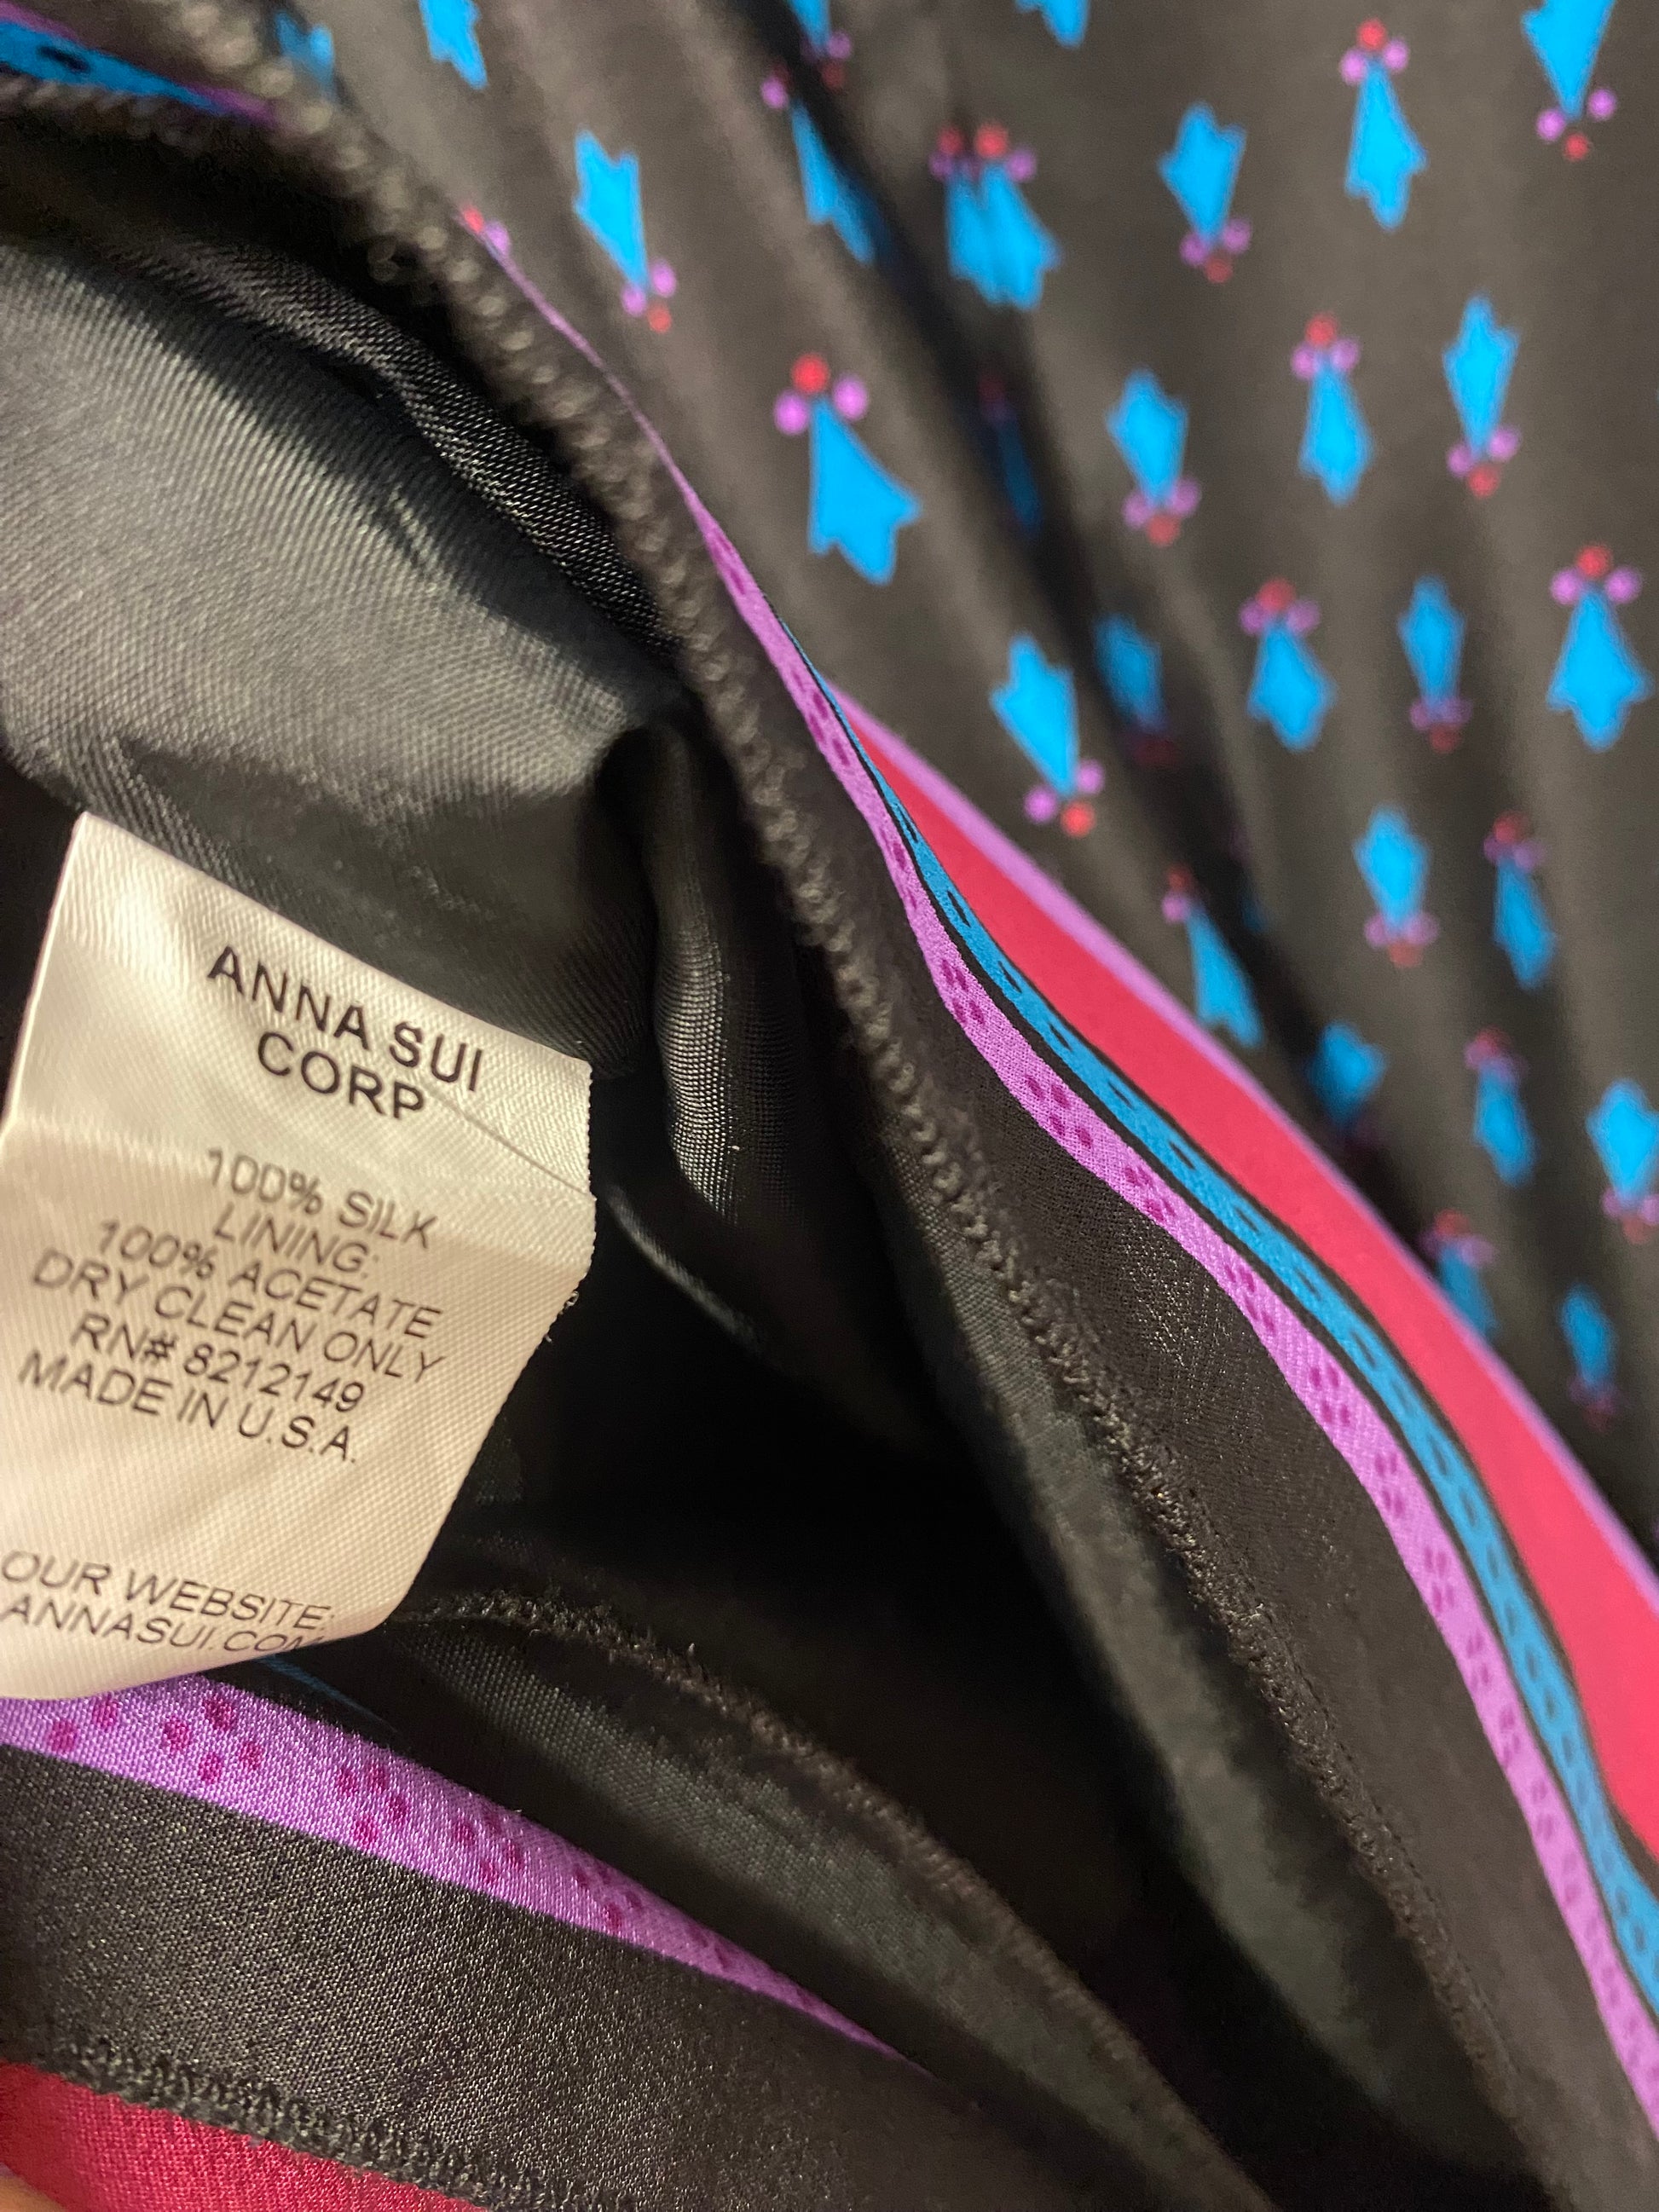 ANNA SUI
CORP
100% SILK
LINING:
100% ACETATE
DRY CLEAN ONLY
RN# 8212149
MADE IN U.S.A.
OUR WEBSITE:
ANNASUI.COM